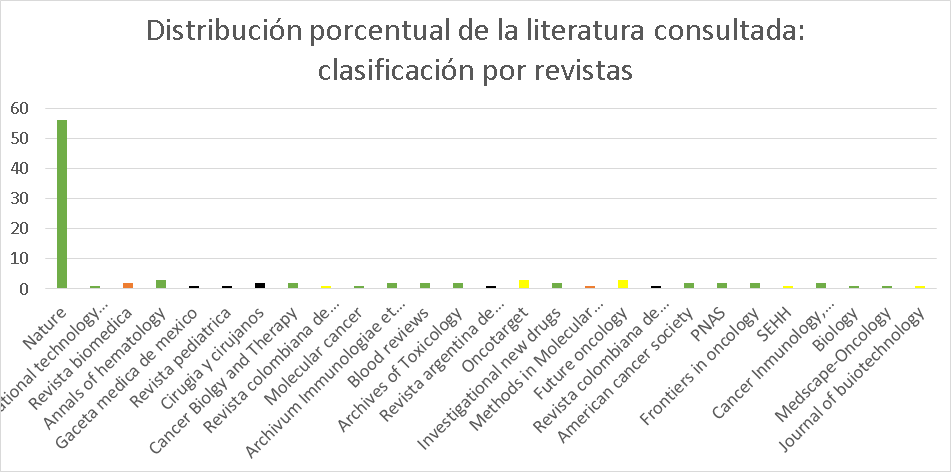 Distribución porcentual de la literatura consultada:
clasificación por revistas
60
50
40
30
20
10
0
Nature
ational technology…
Revista biomedica
Annals of hematology
Gaceta medica de mexico
Revista pediatrica
Cirugia y cirujanos
Cancer Biolgy and Therapy
Revista colombiana de…
Molecular cancer
Archivum Immunologiae et…
Blood reviews
Archives of Toxicology
Revista argentina de…
Oncotarget
Investigational new drugs
Methods in Molecular…
Future oncology
Revista colombiana de…
American cancer society
PNAS
Frontiers in oncology
SEHH
Cancer Inmunology,…
Biology
Medscape-Oncology
Journal of buiotechnology